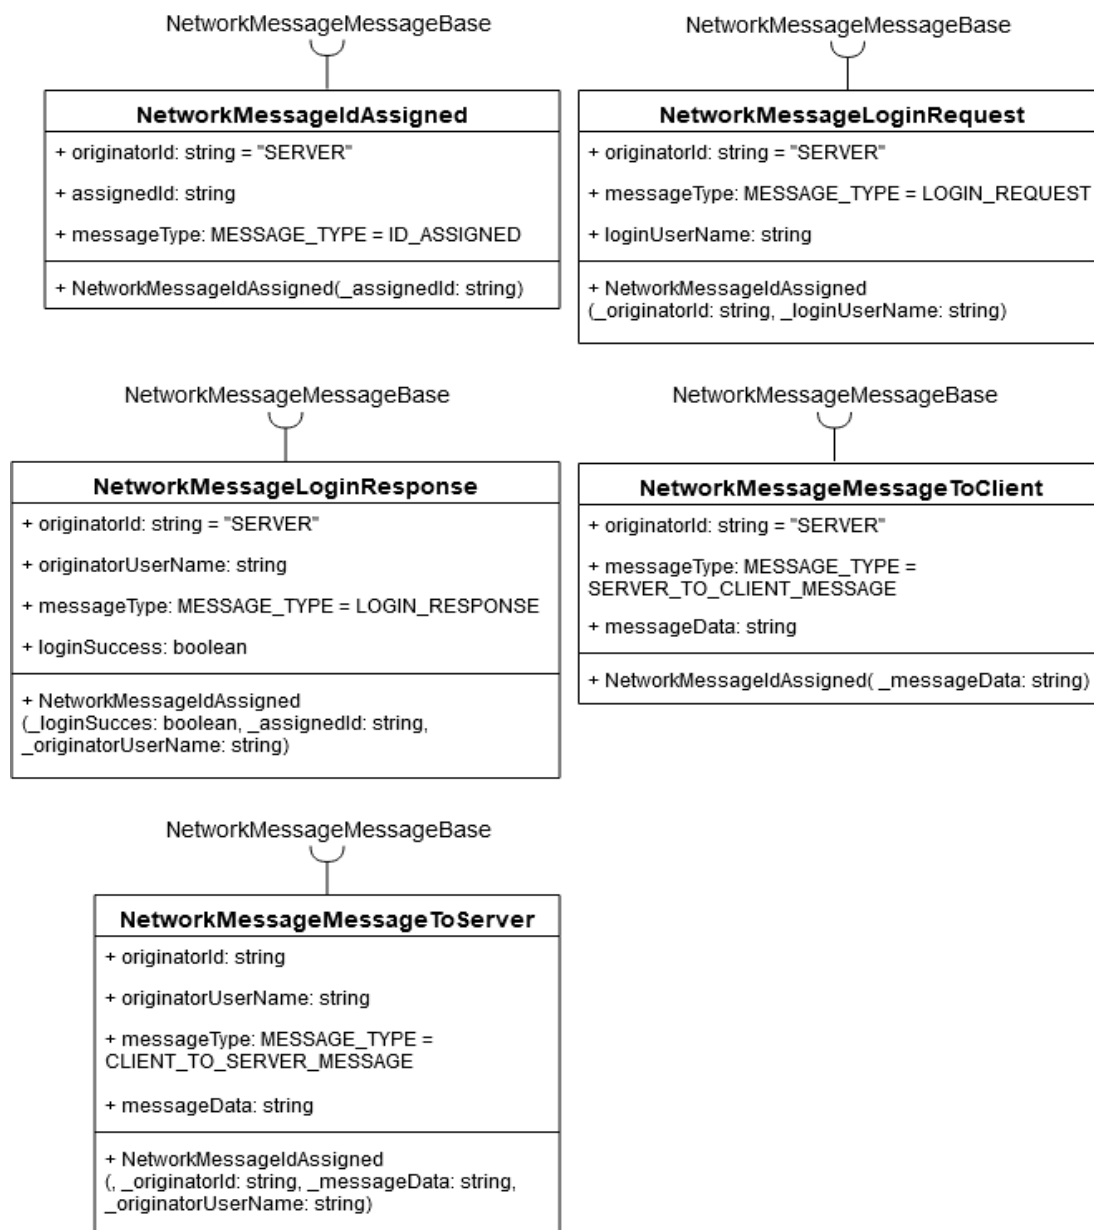 NetworkMessageMessageBase
NetworkMessageIdAssigned
+ originatorId: string = "SERVER"
+ assignedId: string
+ messageType: MESSAGE_TYPE = ID_ASSIGNED
+ NetworkMessageIdAssigned(_assignedId: string)
NetworkMessageMessageBase
NetworkMessageLoginRequest
+ originatorId: string = "SERVER"
+ messageType: MESSAGE_TYPE = LOGIN_REQUEST
+ loginUserName: string
+ NetworkMessageIdAssigned
(_originatorId: string, _loginUserName: string)
NetworkMessageMessageBase
NetworkMessageLoginResponse
+ originatorId: string = "SERVER"
+ originatorUserName: string
+ messageType: MESSAGE_TYPE = LOGIN_RESPONSE
+ loginSuccess: boolean
+ NetworkMessageIdAssigned
(_loginSucces: boolean, _assignedId: string,
_originatorUserName: string)
NetworkMessageMessageBase
NetworkMessageMessageToClient
+ originatorId: string = "SERVER"
+ messageType: MESSAGE_TYPE =
SERVER_TO_CLIENT_MESSAGE
+ messageData: string
+ NetworkMessageIdAssigned( _messageData: string)
NetworkMessageMessageBase
NetworkMessageMessageToServer
+ originatorId: string
+ originatorUserName: string
+ messageType: MESSAGE_TYPE =
CLIENT_TO_SERVER_MESSAGE
+ messageData: string
+ NetworkMessageIdAssigned
(, _originatorId: string, _messageData: string,
_originatorUserName: string)